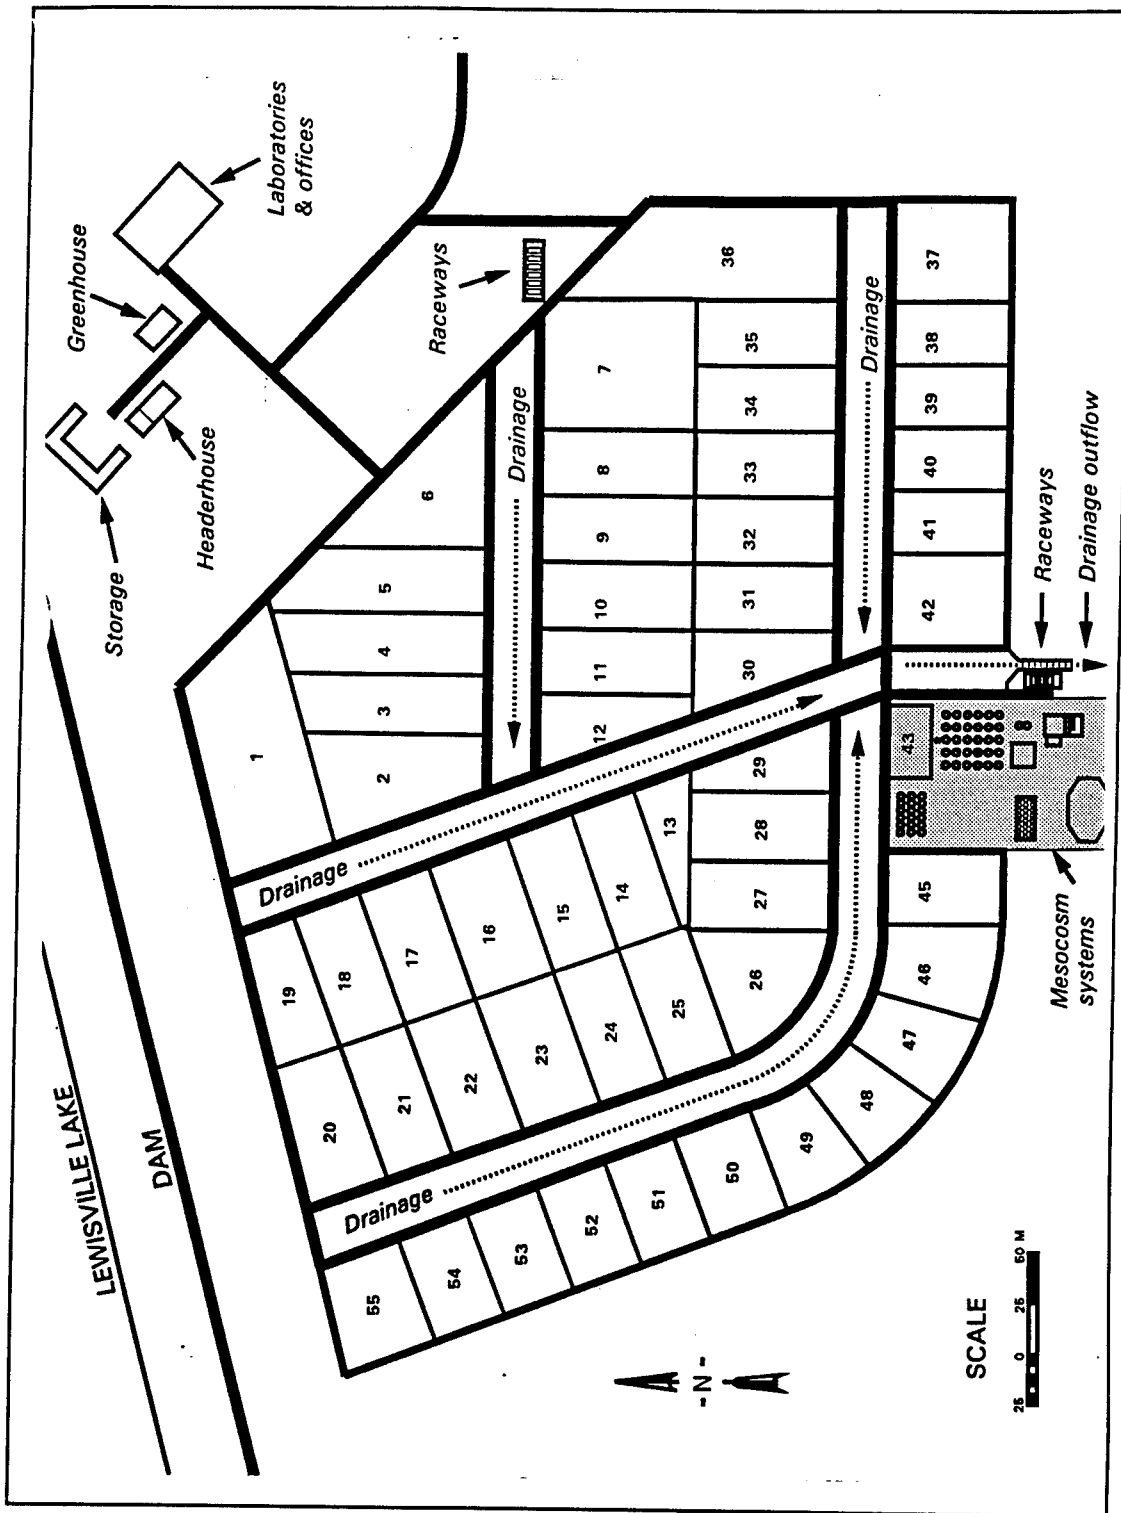 LEWISVILLE LAKE
DAM
Storage
Headerhouse
Greenhouse
Laboratories
& offices
Raceways
Drainage
Drainage
Drainage
Drainage
1
2
3
4
5
6
7
8
9
10
11
12
13
14
15
16
17
18
19
20
21
22
23
24
25
26
27
28
29
30
31
32
33
34
35
36
37
38
39
40
41
42
43
45
46
47
48
49
50
51
52
53
54
55
Raceways
Drainage outflow
Mesocosm
systems
-N-
SCALE
25 0 25 50 M